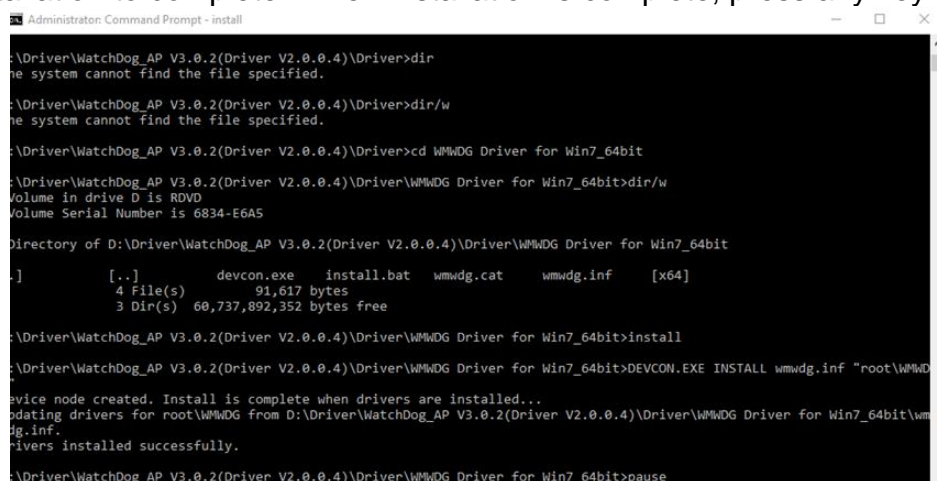 complete, press any key
Administrator: Command Prompt - install
:\Driver\WatchDog_AP V3.0.2(Driver V2.0.0.4)\Driver>dir
he system cannot find the file specified.
:\Driver\WatchDog_AP V3.0.2(Driver V2.0.0.4)\Driver>dir/w
he system cannot find the file specified.
:\Driver\WatchDog_AP V3.0.2(Driver V2.0.0.4)\Driver>cd WMWDG Driver for Win7_64bit
:\Driver\WatchDog_AP V3.0.2(Driver V2.0.0.4)\Driver\WMWDG Driver for Win7_64bit>dir/w
Volume in drive D is RDVD
Volume Serial Number is 6834-E6A5
Directory of D:\Driver\WatchDog_AP V3.0.2(Driver V2.0.0.4)\Driver\WMWDG Driver for Win7_64bit
.] [..] devcon.exe install.bat wmwdg.cat wmwdg.inf [x64]
4 File(s) 91,617 bytes
3 Dir(s) 60,737,892,352 bytes free
:\Driver\WatchDog_AP V3.0.2(Driver V2.0.0.4)\Driver\WMWDG Driver for Win7_64bit>install
:\Driver\WatchDog_AP V3.0.2(Driver V2.0.0.4)\Driver\WMWDG Driver for Win7_64bit>DEVCON.EXE INSTALL wmwdg.inf "root\WMWD
"
evice node created. Install is complete when drivers are installed...
pdating drivers for root\WMWDG from D:\Driver\WatchDog_AP V3.0.2(Driver V2.0.0.4)\Driver\WMWDG Driver for Win7_64bit\wm
dg.inf.
rivers installed successfully.
:\Driver\WatchDog_AP V3.0.2(Driver V2.0.0.4)\Driver\WMWDG Driver for Win7_64bit>pause